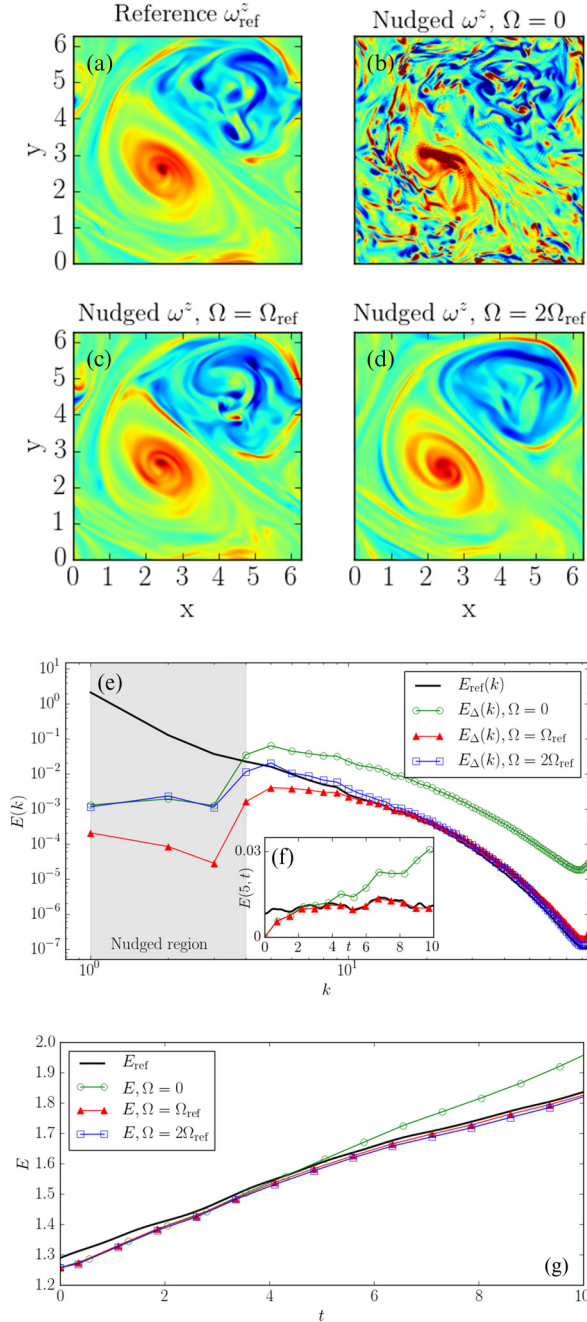 Reference ω^z_ref
Nudged ω^z, Ω = 0
(a)
(b)
y
6
5
4
3
2
1
0
Nudged ω^z, Ω = Ω_ref
Nudged ω^z, Ω = 2Ω_ref
(c)
(d)
y
6
5
4
3
2
1
0
0 1 2 3 4 5 6
0 1 2 3 4 5 6
x
x
(e)
E_ref(k)
E_Δ(k), Ω = 0
E_Δ(k), Ω = Ω_ref
E_Δ(k), Ω = 2Ω_ref
E(k)
10^1
10^0
10^-1
10^-2
10^-3
10^-4
10^-5
10^-6
10^-7
(f)
0.03
E(5, t)
0
0 2 4 t 6 8 10
Nudged region
10^0
10^1
k
E_ref
E, Ω = 0
E, Ω = Ω_ref
E, Ω = 2Ω_ref
E
2.0
1.9
1.8
1.7
1.6
1.5
1.4
1.3
1.2
(g)
0 2 4 6 8 10
t